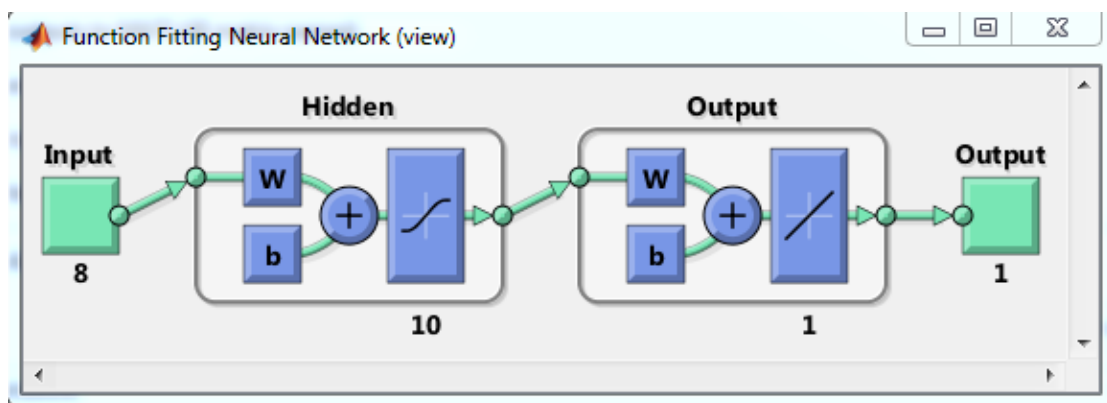 Function Fitting Neural Network (view)
Hidden
Output
Input
Output
W
W
b
b
8
1
10
1